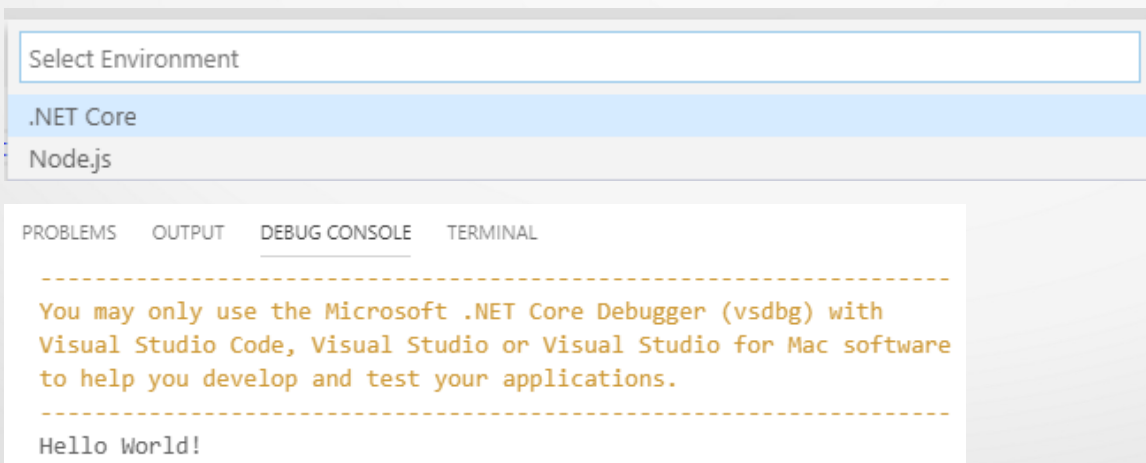 Select Environment
.NET Core
Node.js
PROBLEMS OUTPUT DEBUG CONSOLE TERMINAL
-------------------------------------------------------------------
You may only use the Microsoft .NET Core Debugger (vsdbg) with
Visual Studio Code, Visual Studio or Visual Studio for Mac software
to help you develop and test your applications.
-------------------------------------------------------------------
Hello World!